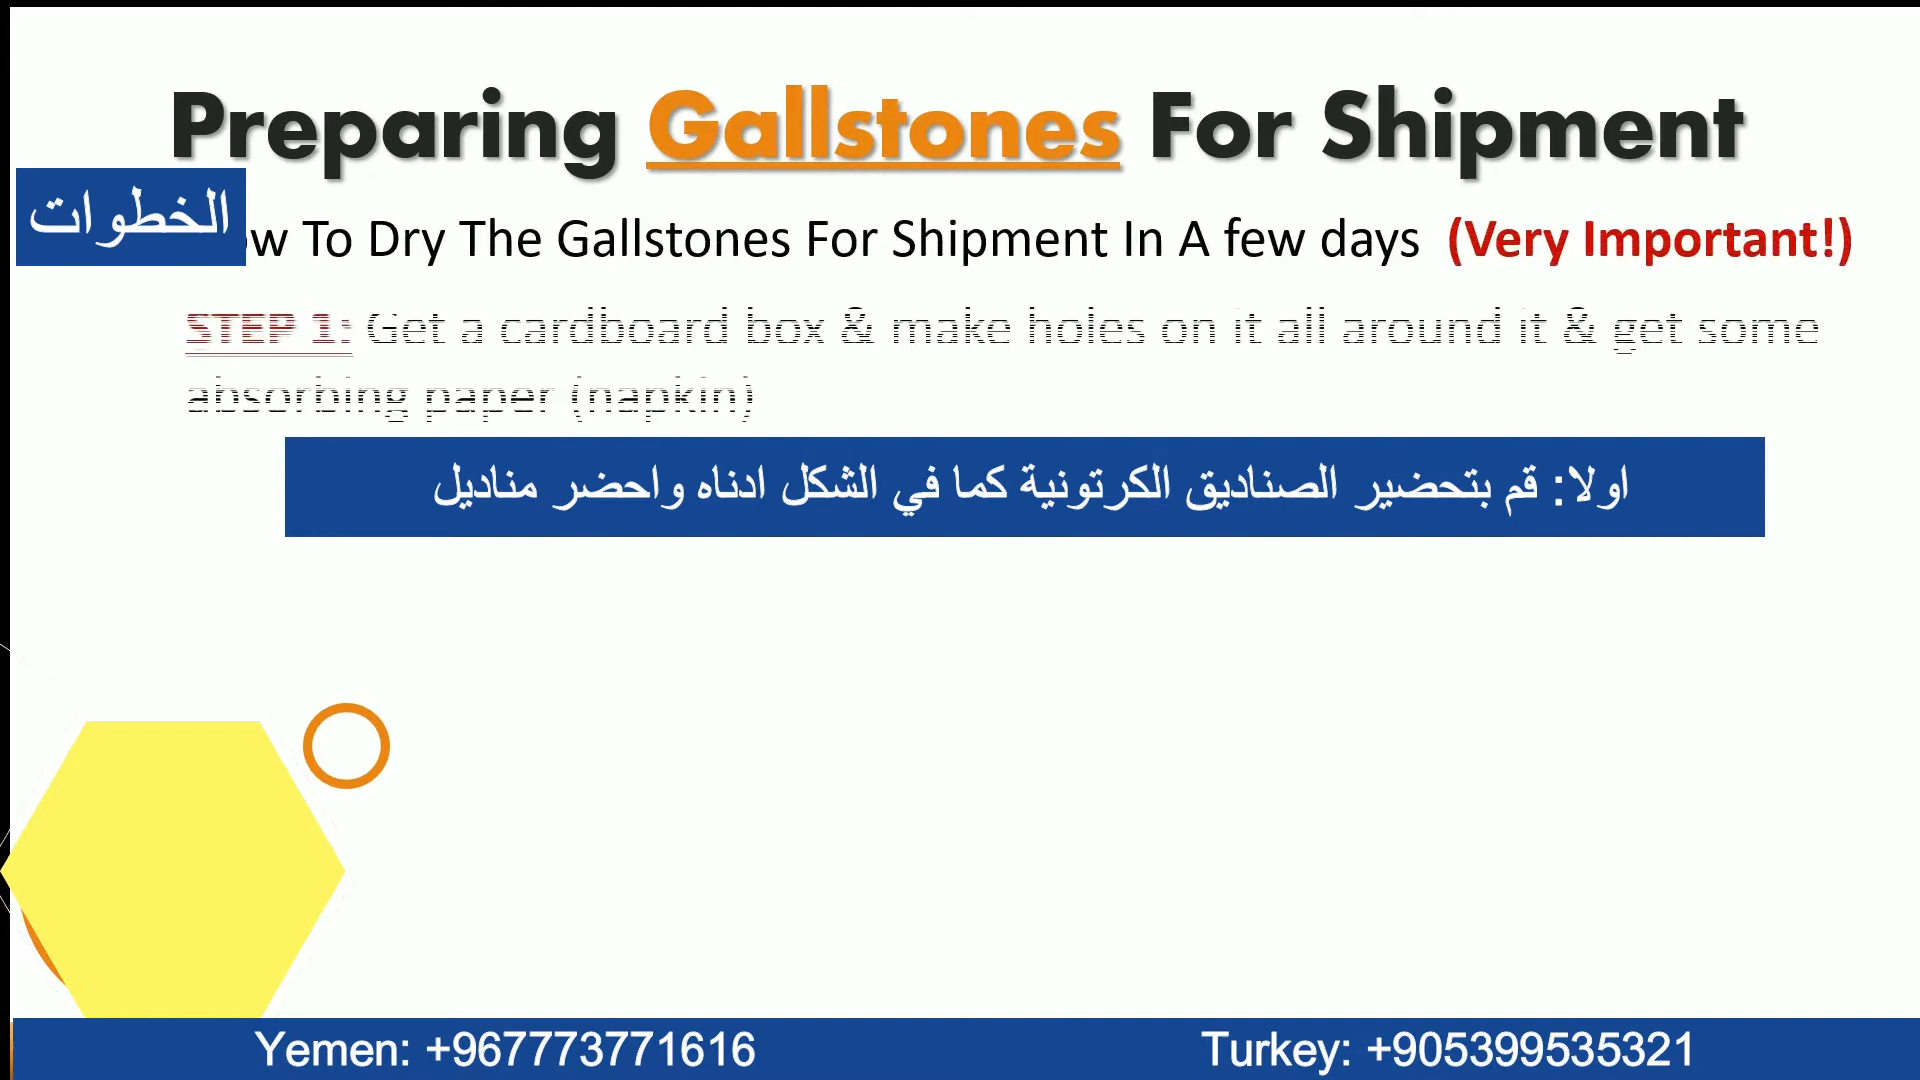 Preparing Gallstones For Shipment
الخطوات
ow To Dry The Gallstones For Shipment In A few days (Very Important!)
STEP 1: Get a cardboard box & make holes on it all around it & get some
absorbing paper (napkin)
اولا: قم بتحضير الصناديق الكرتونية كما في الشكل ادناه واحضر مناديل
Yemen: +967773771616
Turkey: +905399535321